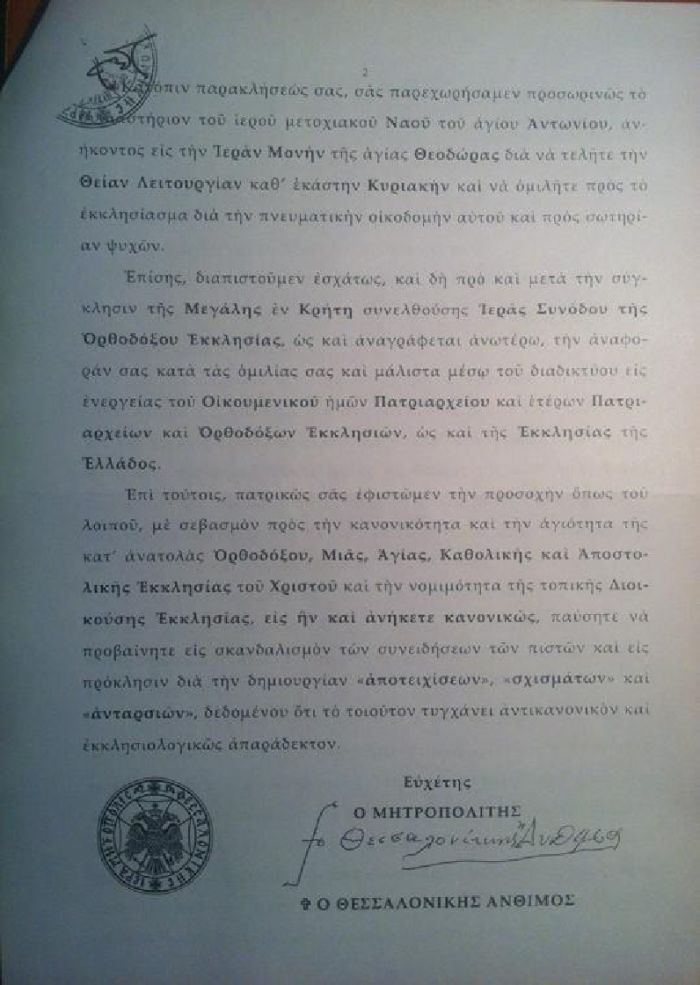 2
Κατόπιν παρακλήσεώς σας, σᾶς παρεχωρήσαμεν προσωρινῶς τὸ
τοῦ ἱεροῦ μετοχιακοῦ Ναοῦ τοῦ ἁγίου Ἀντωνίου, ἀν-
ήκοντος εἰς τὴν Ἱερὰν Μονὴν τῆς ἁγίας Θεοδώρας διὰ νὰ τελῆτε τὴν
Θείαν Λειτουργίαν καθ’ ἑκάστην Κυριακὴν καὶ νὰ ὁμιλῆτε πρὸς τὸ
ἐκκλησίασμα διὰ τὴν πνευματικὴν οἰκοδομὴν αὐτοῦ καὶ πρὸς σωτηρί-
αν ψυχῶν.
Ἐπίσης, διαπιστοῦμεν ἐσχάτως, καὶ δὴ πρὸ καὶ μετὰ τὴν σύγ-
κλησιν τῆς Μεγάλης ἐν Κρήτῃ συνελθούσης Ἱερᾶς Συνόδου τῆς
Ὀρθοδόξου Ἐκκλησίας, ὡς καὶ ἀναγράφεται ἀνωτέρω, τὴν ἀναφο-
ράν σας κατὰ τὰς ὁμιλίας σας καὶ μάλιστα μέσῳ τοῦ διαδικτύου εἰς
ἐνεργείας τοῦ Οἰκουμενικοῦ ἡμῶν Πατριαρχείου καὶ ἑτέρων Πατρι-
αρχείων καὶ Ὀρθοδόξων Ἐκκλησιῶν, ὡς καὶ τῆς Ἐκκλησίας τῆς
Ἑλλάδος.
Ἐπὶ τούτοις, πατρικῶς σᾶς ἐφιστῶμεν τὴν προσοχὴν ὅπως τοῦ
λοιποῦ, μὲ σεβασμὸν πρὸς τὴν κανονικότητα καὶ τὴν ἁγιότητα τῆς
κατ’ ἀνατολὰς Ὀρθοδόξου, Μιᾶς, Ἁγίας, Καθολικῆς καὶ Ἀποστο-
λικῆς Ἐκκλησίας τοῦ Χριστοῦ καὶ τὴν νομιμότητα τῆς τοπικῆς Διοι-
κούσης Ἐκκλησίας, εἰς ἣν καὶ ἀνήκετε κανονικῶς, παύσητε νὰ
προβαίνητε εἰς σκανδαλισμὸν τῶν συνειδήσεων τῶν πιστῶν καὶ εἰς
πρόκλησιν διὰ τὴν δημιουργίαν «ἀποτειχίσεων», «σχισμάτων» καὶ
«ἀνταρσιῶν», δεδομένου ὅτι τὸ τοιοῦτον τυγχάνει ἀντικανονικὸν καὶ
ἐκκλησιολογικῶς ἀπαράδεκτον.
Εὐχέτης
Ο ΜΗΤΡΟΠΟΛΙΤΗΣ
†ο Θεσσαλονίκης Ἄνθιμος
✞ Ο ΘΕΣΣΑΛΟΝΙΚΗΣ ΑΝΘΙΜΟΣ
ΙΕΡΑ ΜΗΤΡΟΠΟΛΙΣ ΘΕΣΣΑΛΟΝΙΚΗΣ